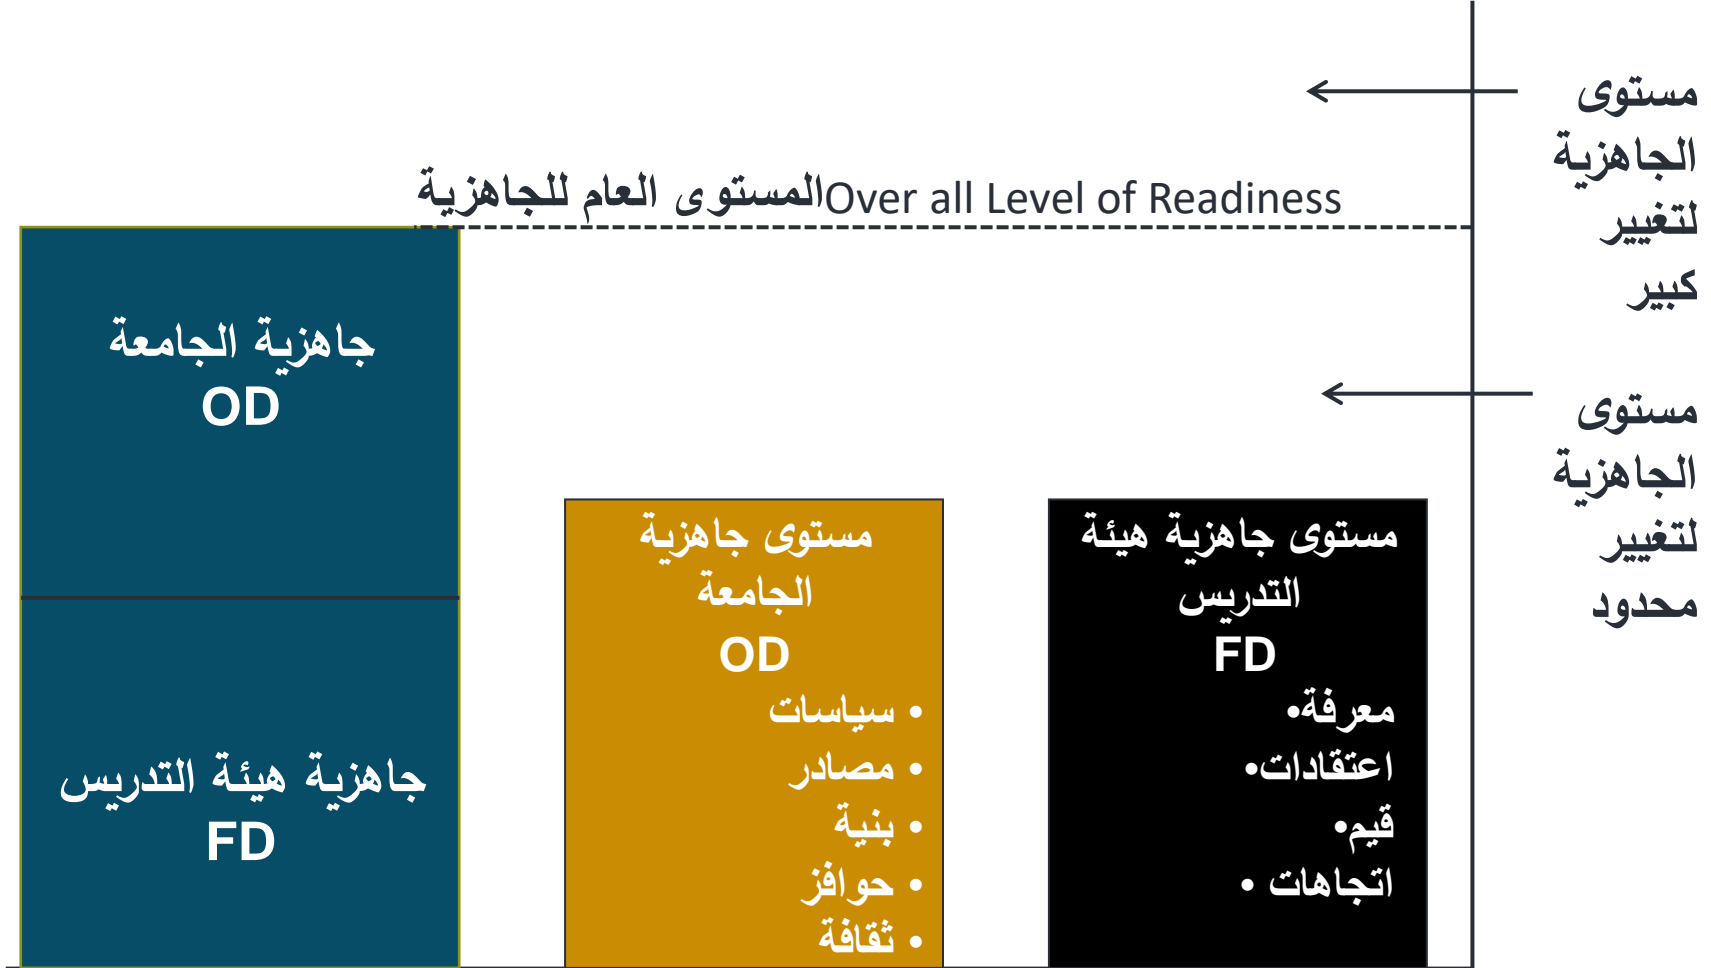 مستوى
الجاهزية
لتغيير
كبير
المستوى العام للجاهزية Over all Level of Readiness
مستوى
الجاهزية
لتغيير
محدود
مستوى جاهزية هيئة
التدريس
FD
•معرفة
•اعتقادات
•قيم
• اتجاهات
مستوى جاهزية
الجامعة
OD
• سياسات
• مصادر
• بنية
• حوافز
• ثقافة
جاهزية الجامعة
OD
جاهزية هيئة التدريس
FD